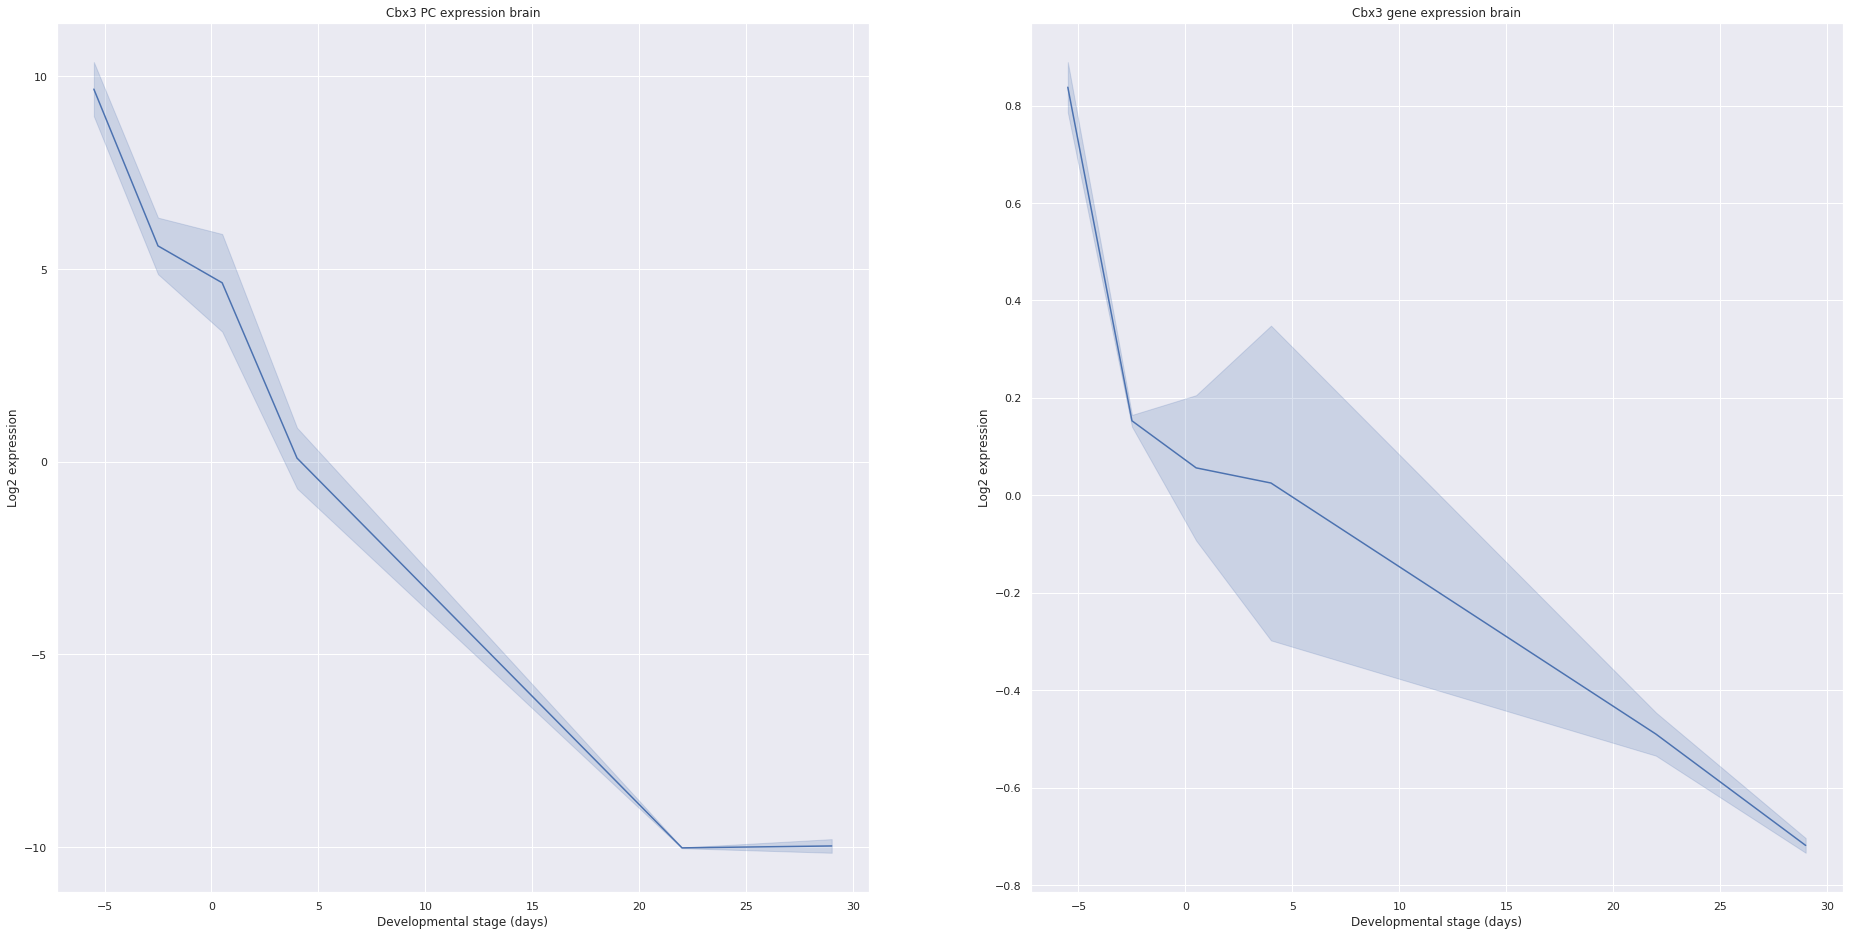 Cbx3 PC expression brain
10
5
0
−5
−10
Log2 expression
−5 0 5 10 15 20 25 30
Developmental stage (days)
Cbx3 gene expression brain
0.8
0.6
0.4
0.2
0.0
−0.2
−0.4
−0.6
−0.8
Log2 expression
−5 0 5 10 15 20 25 30
Developmental stage (days)